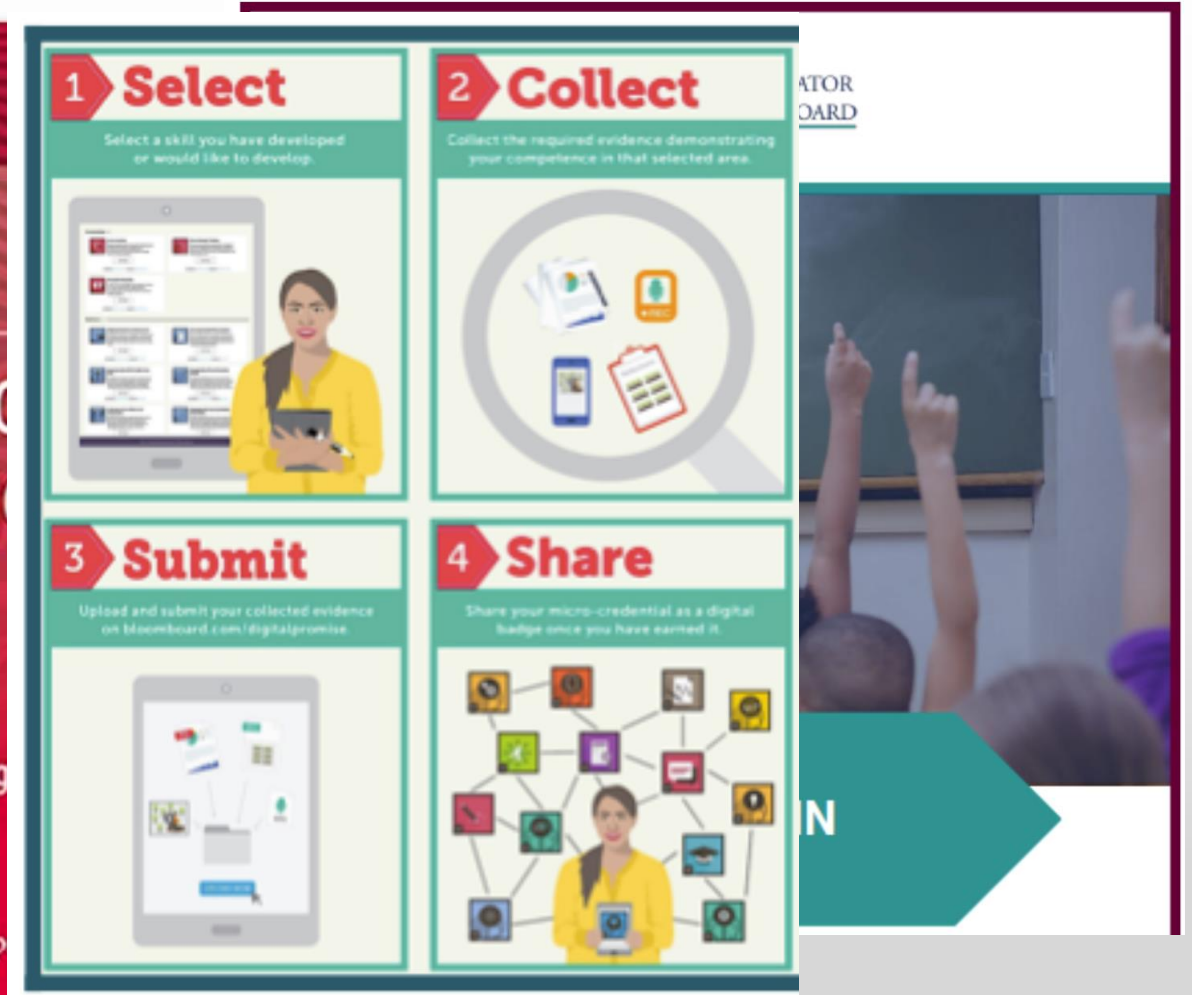 1 Select
Select a skill you have developed
or would like to develop.
2 Collect
Collect the required evidence demonstrating
your competence in that selected area.
REC
3 Submit
Upload and submit your collected evidence
on bloomboard.com/digitalpromise
4 Share
Share your micro-credential as a digital
badge once you have earned it.
ATOR
OARD
IN